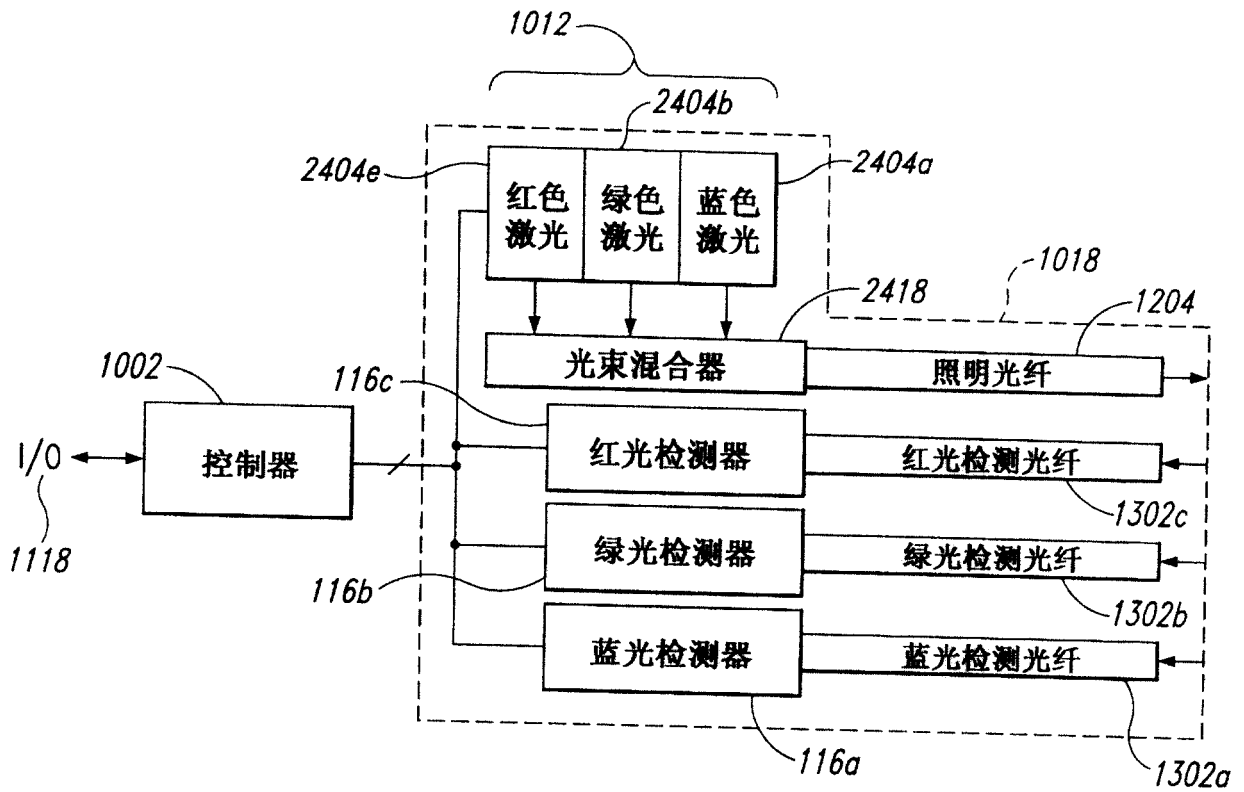 1012
2404b
2404e
2404a
红色
激光
绿色
激光
蓝色
激光
1018
2418
1204
光束混合器
照明光纤
1002
116c
I/O
控制器
红光检测器
红光检测光纤
1302c
1118
绿光检测器
绿光检测光纤
116b
1302b
蓝光检测器
蓝光检测光纤
116a
1302a